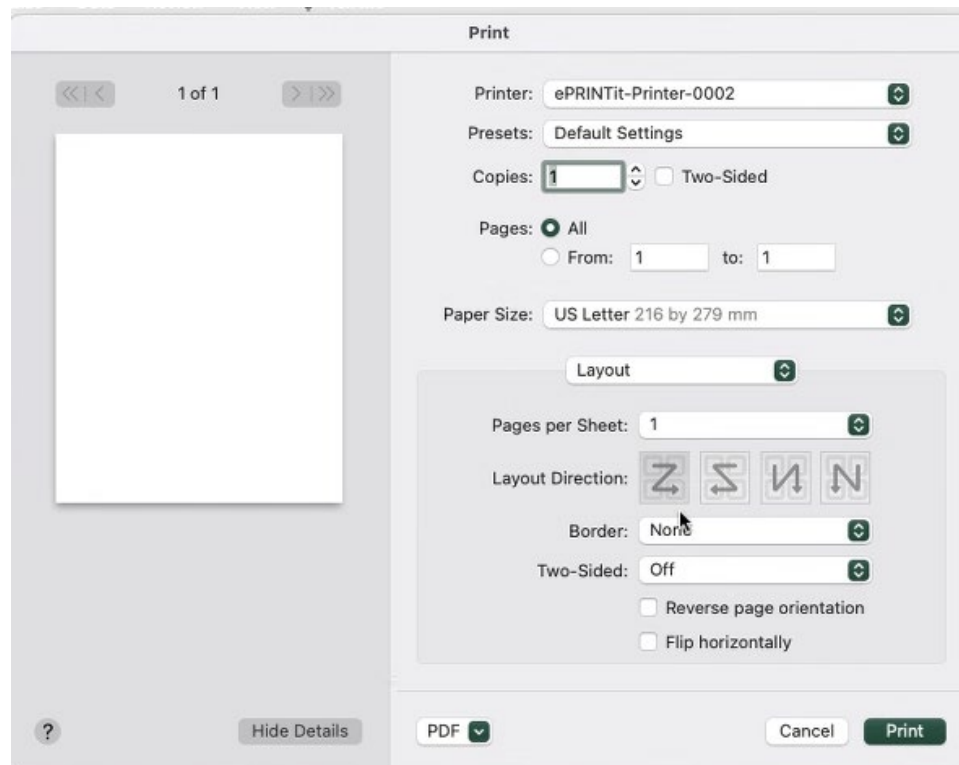 Print
1 of 1
Printer: ePRINTit-Printer-0002
Presets: Default Settings
Copies: 1 Two-Sided
Pages: All
From: 1 to: 1
Paper Size: US Letter 216 by 279 mm
Layout
Pages per Sheet: 1
Layout Direction:
Border: None
Two-Sided: Off
Reverse page orientation
Flip horizontally
? Hide Details PDF Cancel Print